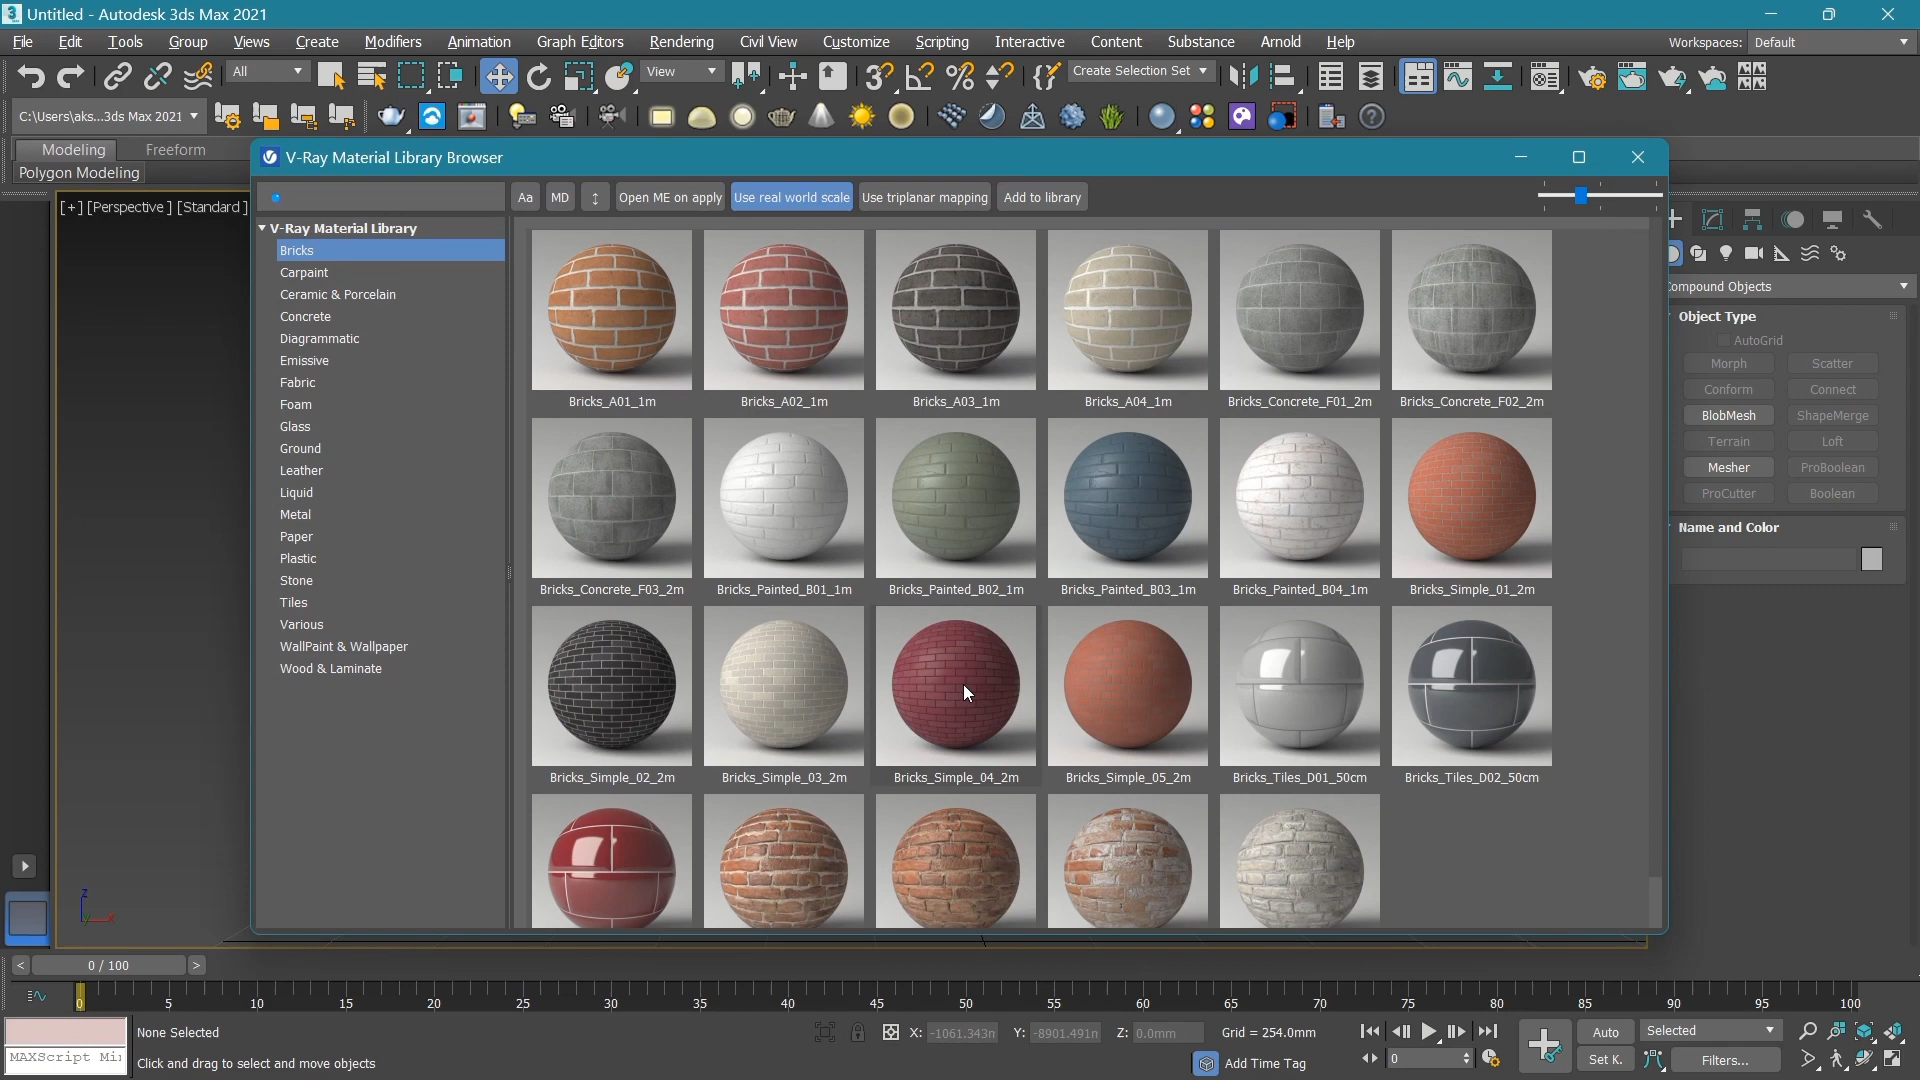 Untitled - Autodesk 3ds Max 2021
File Edit Tools Group Views Create Modifiers Animation Graph Editors Rendering Civil View Customize Scripting Interactive Content Substance Arnold Help
Workspaces: Default
All
View
Create Selection Set
C:\Users\aks...3ds Max 2021
Modeling Freeform
Polygon Modeling
[+] [Perspective ] [Standard ]
V-Ray Material Library Browser
Aa MD Open ME on apply Use real world scale Use triplanar mapping Add to library
V-Ray Material Library
Bricks
Carpaint
Ceramic & Porcelain
Concrete
Diagrammatic
Emissive
Fabric
Foam
Glass
Ground
Leather
Liquid
Metal
Paper
Plastic
Stone
Tiles
Various
WallPaint & Wallpaper
Wood & Laminate
Bricks_A01_1m Bricks_A02_1m Bricks_A03_1m Bricks_A04_1m Bricks_Concrete_F01_2m Bricks_Concrete_F02_2m
Bricks_Concrete_F03_2m Bricks_Painted_B01_1m Bricks_Painted_B02_1m Bricks_Painted_B03_1m Bricks_Painted_B04_1m Bricks_Simple_01_2m
Bricks_Simple_02_2m Bricks_Simple_03_2m Bricks_Simple_04_2m Bricks_Simple_05_2m Bricks_Tiles_D01_50cm Bricks_Tiles_D02_50cm
ompound Objects
Object Type
AutoGrid
Morph Scatter
Conform Connect
BlobMesh ShapeMerge
Terrain Loft
Mesher ProBoolean
ProCutter Boolean
Name and Color
z
x
< 0 / 100 >
0 5 10 15 20 25 30 35 40 45 50 55 60 65 70 75 80 85 90 95 100
None Selected
X: -1061.343n Y: -8901.491n Z: 0.0mm Grid = 254.0mm
Auto Selected
MAXScript Mi
Click and drag to select and move objects
Add Time Tag
0
Set K. Filters...